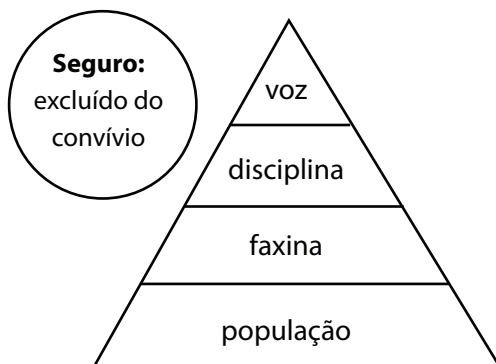 Seguro:
excluído do
convívio
voz
disciplina
faxina
população